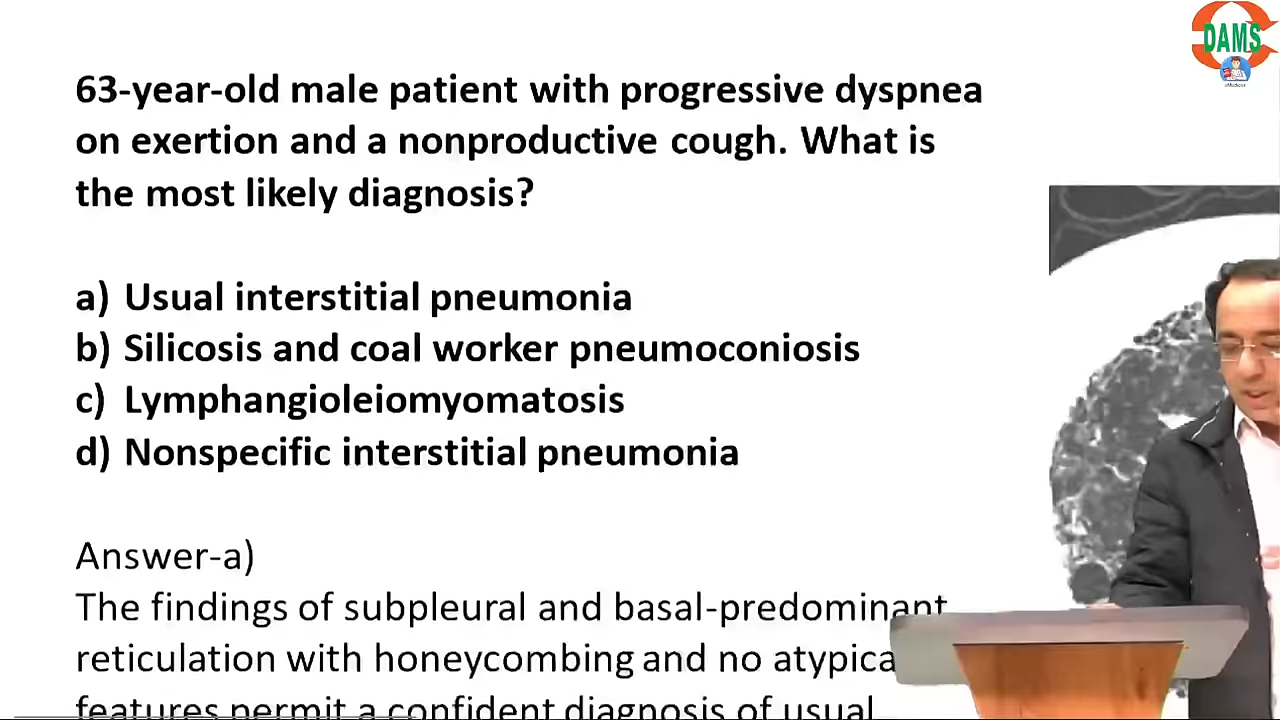 DAMS
63-year-old male patient with progressive dyspnea
on exertion and a nonproductive cough. What is
the most likely diagnosis?
a) Usual interstitial pneumonia
b) Silicosis and coal worker pneumoconiosis
c) Lymphangioleiomyomatosis
d) Nonspecific interstitial pneumonia
Answer-a)
The findings of subpleural and basal-predominant
reticulation with honeycombing and no atypica
features permit a confident diagnosis of usual